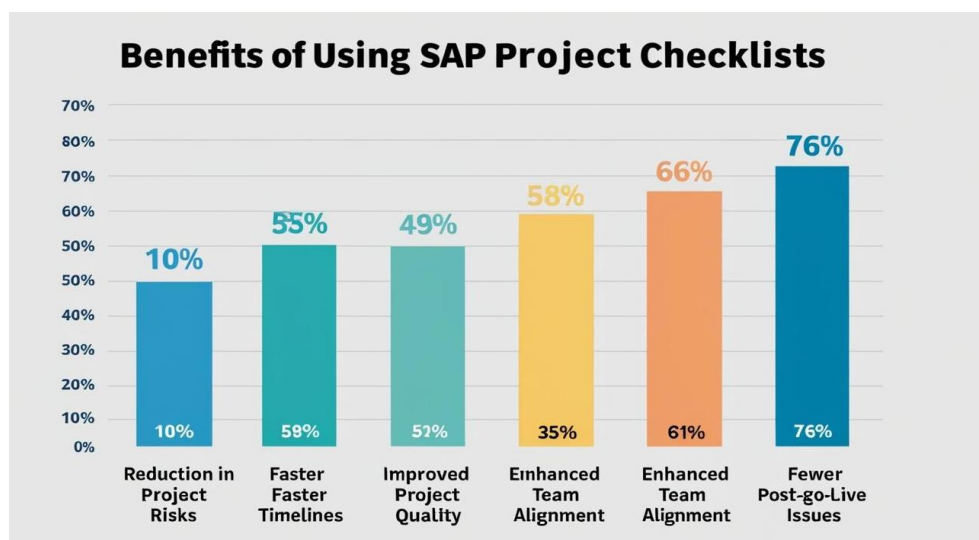 Benefits of Using SAP Project Checklists
70%
80%
70%
60%
50%
50%
40%
30%
20%
10%
0%
10%
49%
58%
66%
76%
10%
35%
61%
76%
Reduction in
Project
Risks
Faster
Faster
Timelines
Improved
Project
Quality
Emhanced
Team
Alignment
Enhanced
Team
Alignment
Fewer
Post-go-Live
Issues